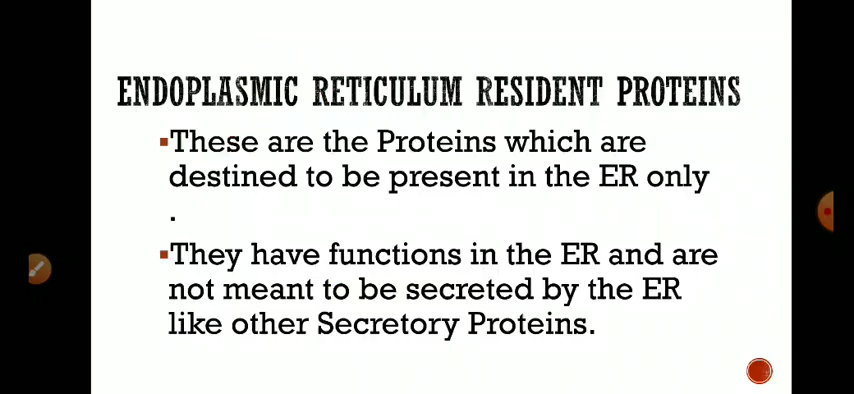 ENDOPLASMIC RETICULUM RESIDENT PROTEINS
▪These are the Proteins which are
destined to be present in the ER only
.
▪They have functions in the ER and are
not meant to be secreted by the ER
like other Secretory Proteins.